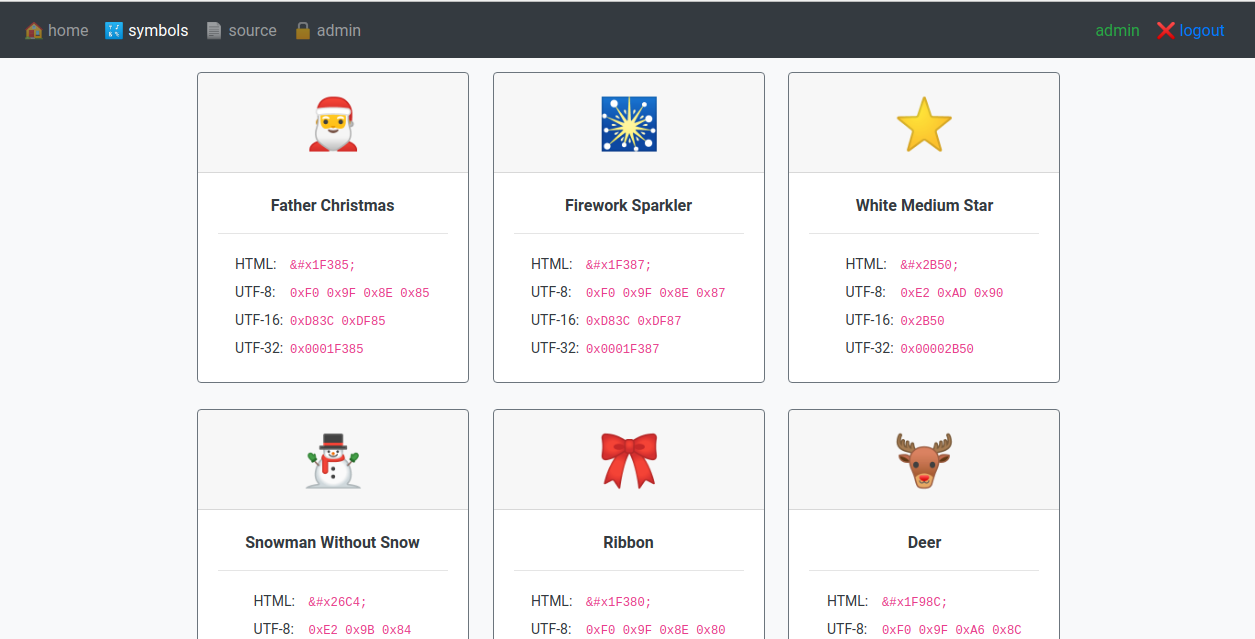 home symbols source admin admin logout
Father Christmas
HTML: &#x1F385;
UTF-8: 0xF0 0x9F 0x8E 0x85
UTF-16: 0xD83C 0xDF85
UTF-32: 0x0001F385
Firework Sparkler
HTML: &#x1F387;
UTF-8: 0xF0 0x9F 0x8E 0x87
UTF-16: 0xD83C 0xDF87
UTF-32: 0x0001F387
White Medium Star
HTML: &#x2B50;
UTF-8: 0xE2 0xAD 0x90
UTF-16: 0x2B50
UTF-32: 0x00002B50
Snowman Without Snow
HTML: &#x26C4;
UTF-8: 0xE2 0x9B 0x84
Ribbon
HTML: &#x1F380;
UTF-8: 0xF0 0x9F 0x8E 0x80
Deer
HTML: &#x1F98C;
UTF-8: 0xF0 0x9F 0xA6 0x8C